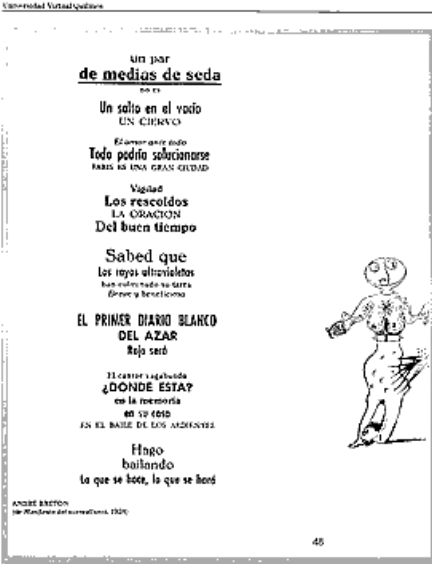 Universidad Virtual Quilmes
Un par
de medias de seda
no es
Un salto en el vacío
UN CIERVO
El amor ante todo
Todo podría solucionarse
PARIS ES UNA GRAN CIUDAD
Vigilad
Los rescoldos
LA ORACION
Del buen tiempo
Sabed que
Los rayos ultravioletas
han culminado su tarea
Breve y beneficiosa
EL PRIMER DIARIO BLANCO
DEL AZAR
Rojo será
El cantor vagabundo
¿DONDE ESTA?
en la memoria
en su casa
EN EL BAILE DE LOS ARDIENTES
Hago
bailando
Lo que se hace, lo que se hará
ANDRÉ BRETON
(de Manifiesto del surrealismo, 1924)
46